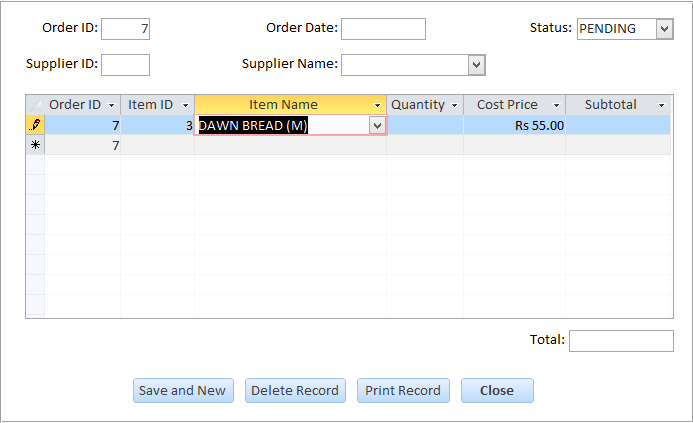 Order ID: 7 Order Date: Status: PENDING
Supplier ID: Supplier Name:
Order ID Item ID Item Name Quantity Cost Price Subtotal
7 3 DAWN BREAD (M) Rs 55.00
7
Total:
Save and New Delete Record Print Record Close